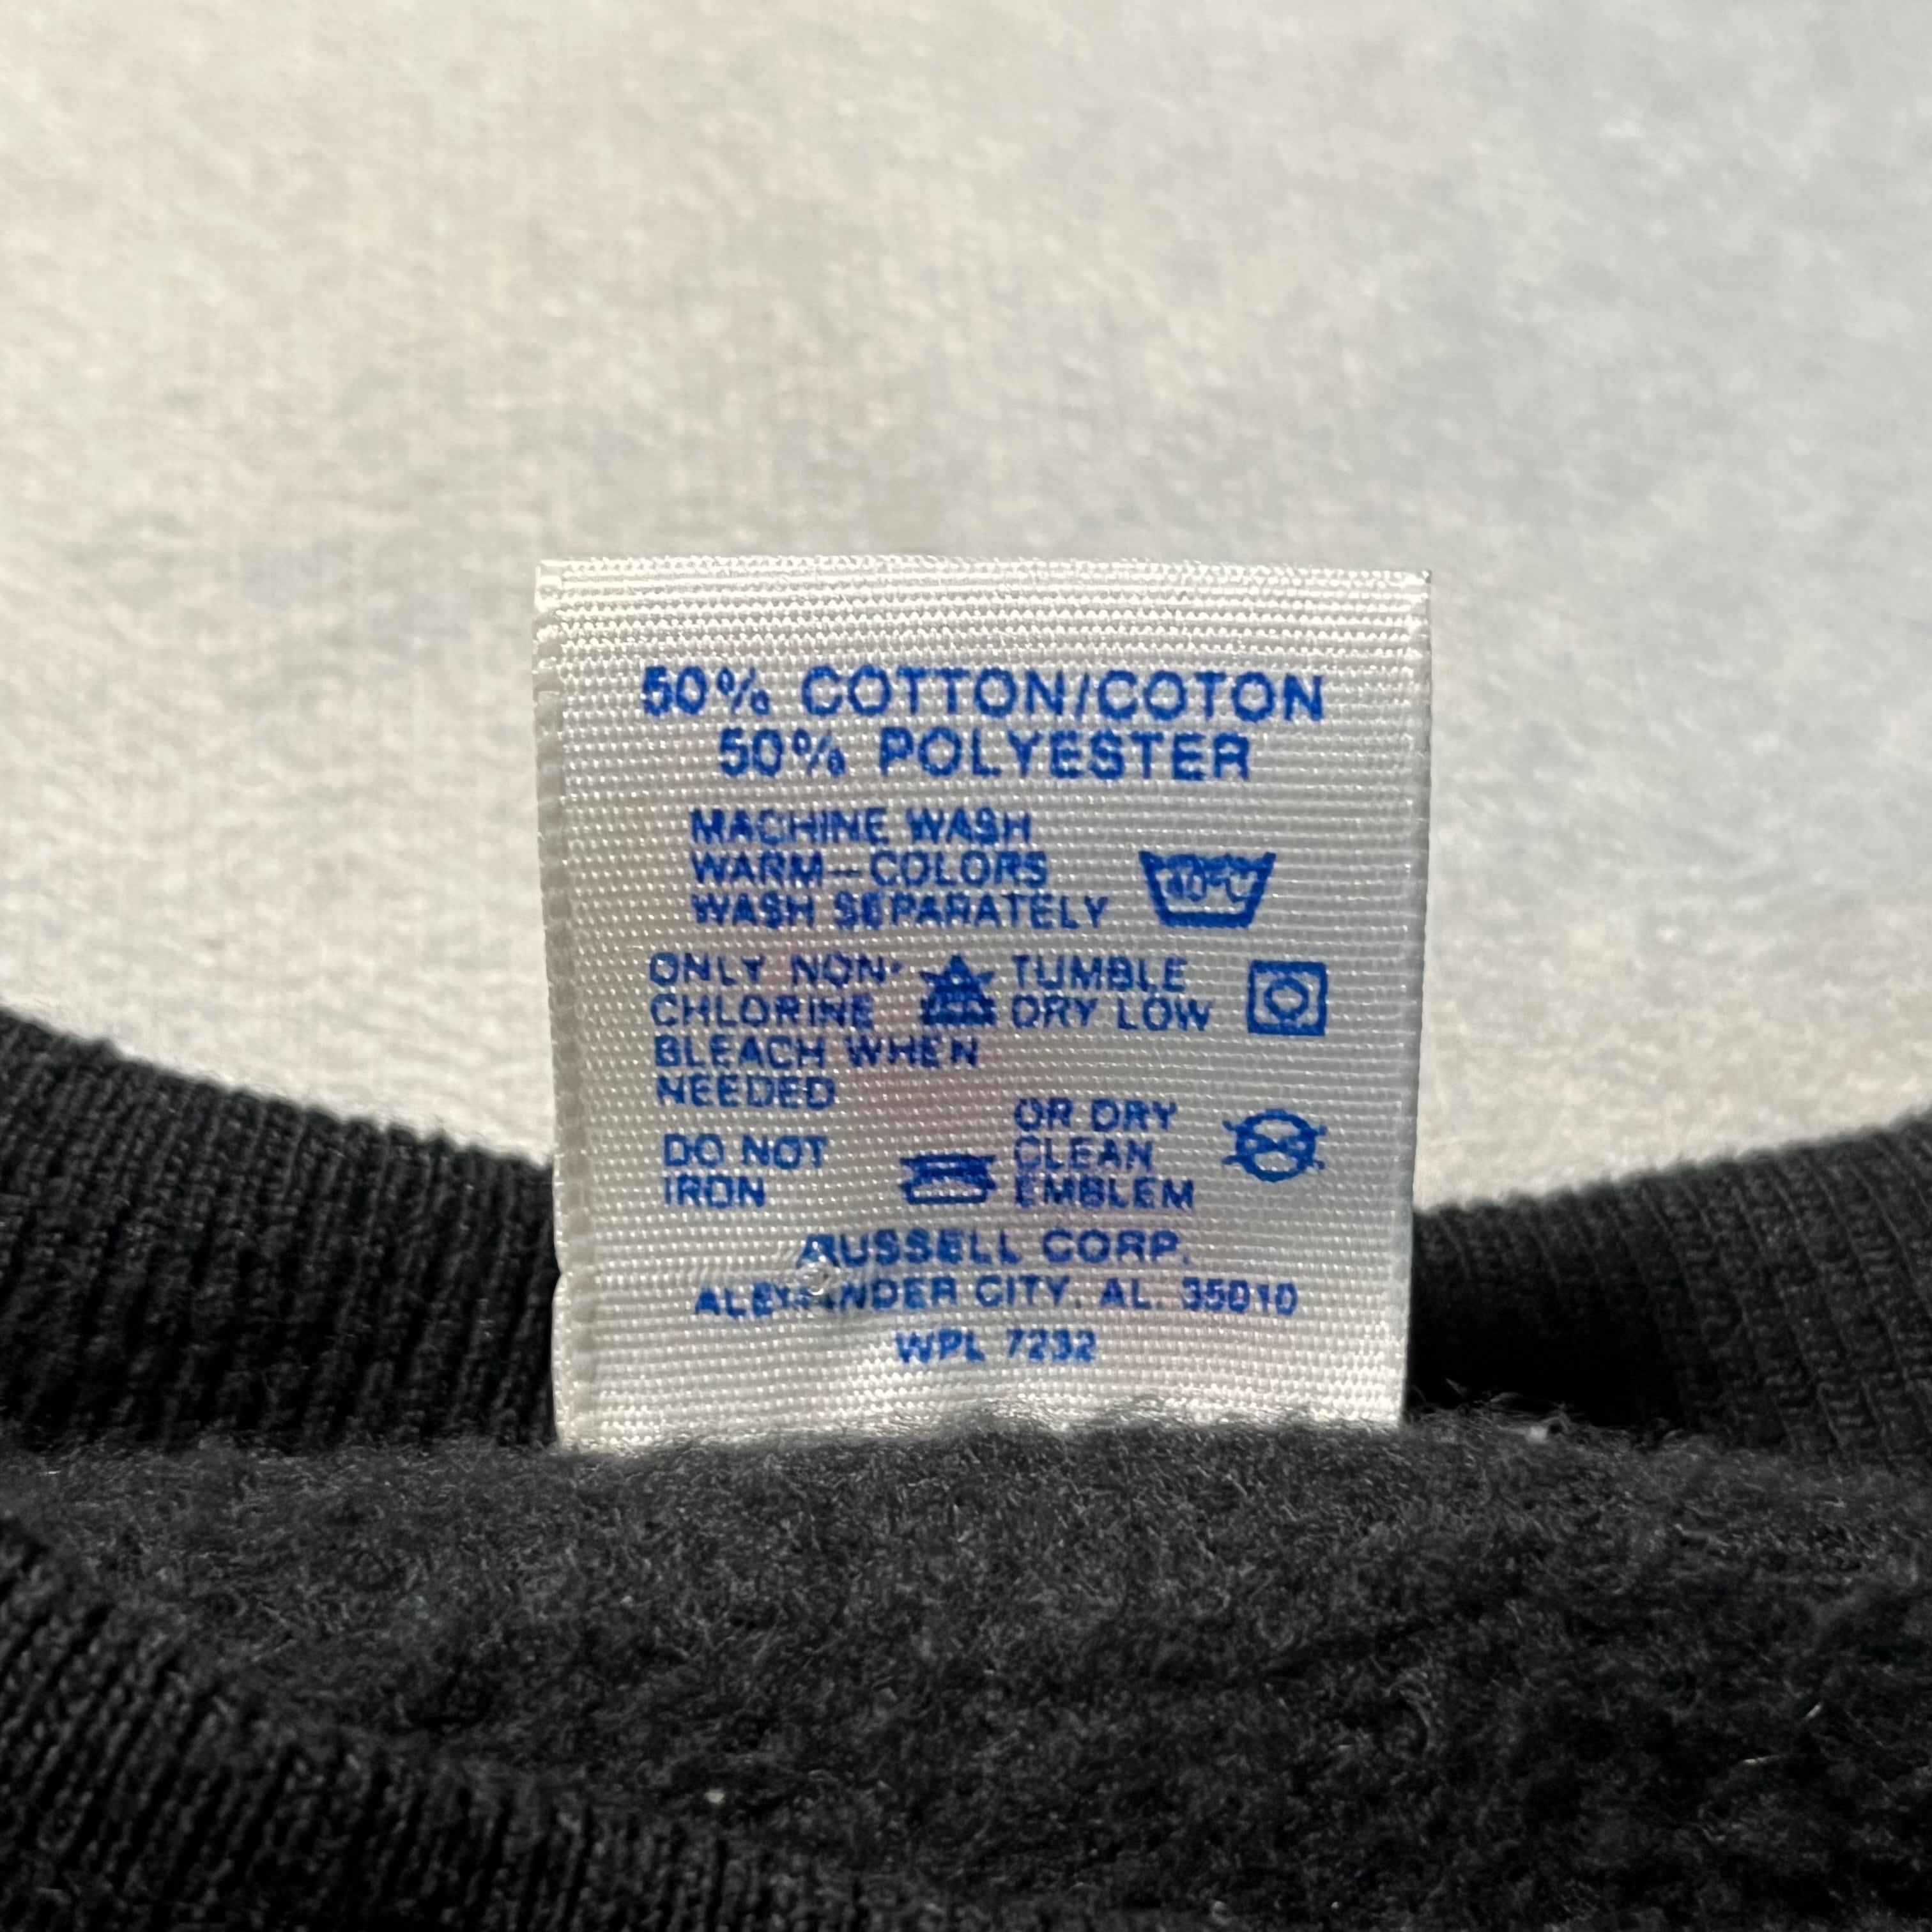 50% COTTON/COTON
50% POLYESTER
MACHINE WASH
WARM-COLORS
WASH SEPARATELY
40°C
ONLY NON-
CHLORINE
BLEACH WHEN
NEEDED
TUMBLE
DRY LOW
DO NOT
IRON
OR DRY
CLEAN
EMBLEM
RUSSELL CORP.
ALEXANDER CITY, AL. 35010
WPL 7232